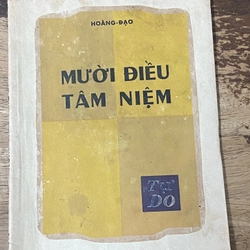 HOÀNG-ĐẠO
MƯỜI ĐIỀU
TÂM NIỆM
TỰ
DO